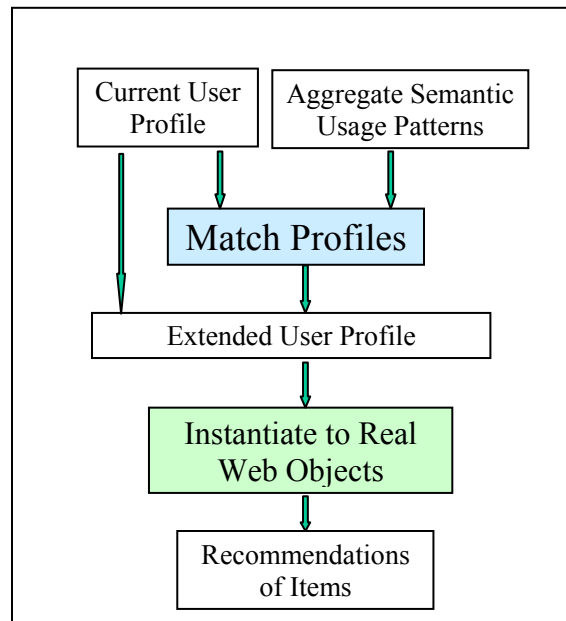 Current User
Profile
Aggregate Semantic
Usage Patterns
Match Profiles
Extended User Profile
Instantiate to Real
Web Objects
Recommendations
of Items